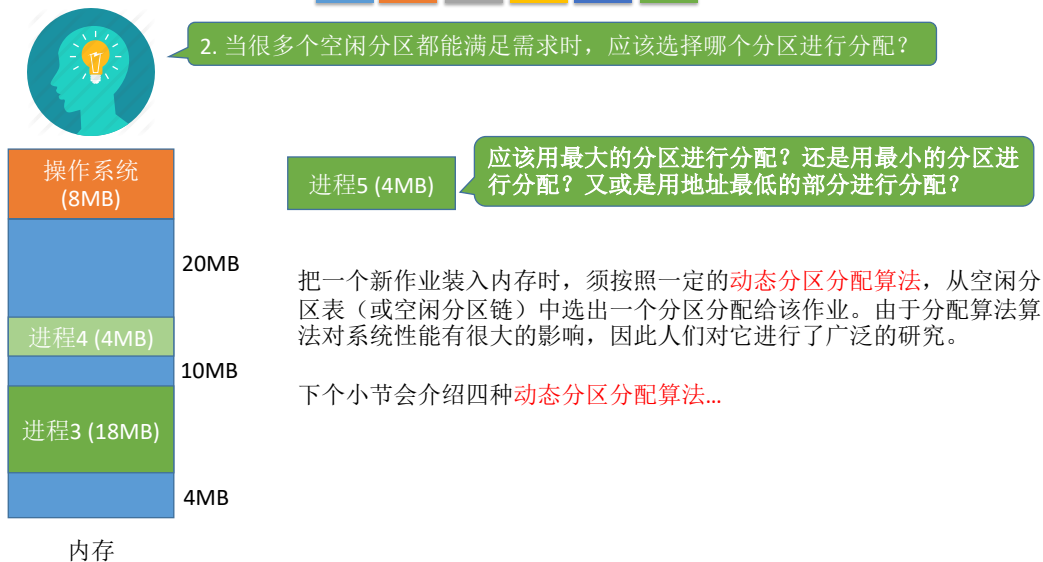 2. 当很多个空闲分区都能满足需求时，应该选择哪个分区进行分配？
操作系统
(8MB)
20MB
进程4 (4MB)
10MB
进程3 (18MB)
4MB
内存
进程5 (4MB)
应该用最大的分区进行分配？还是用最小的分区进
行分配？又或是用地址最低的部分进行分配？
把一个新作业装入内存时，须按照一定的动态分区分配算法，从空闲分
区表（或空闲分区链）中选出一个分区分配给该作业。由于分配算法算
法对系统性能有很大的影响，因此人们对它进行了广泛的研究。
下个小节会介绍四种动态分区分配算法…